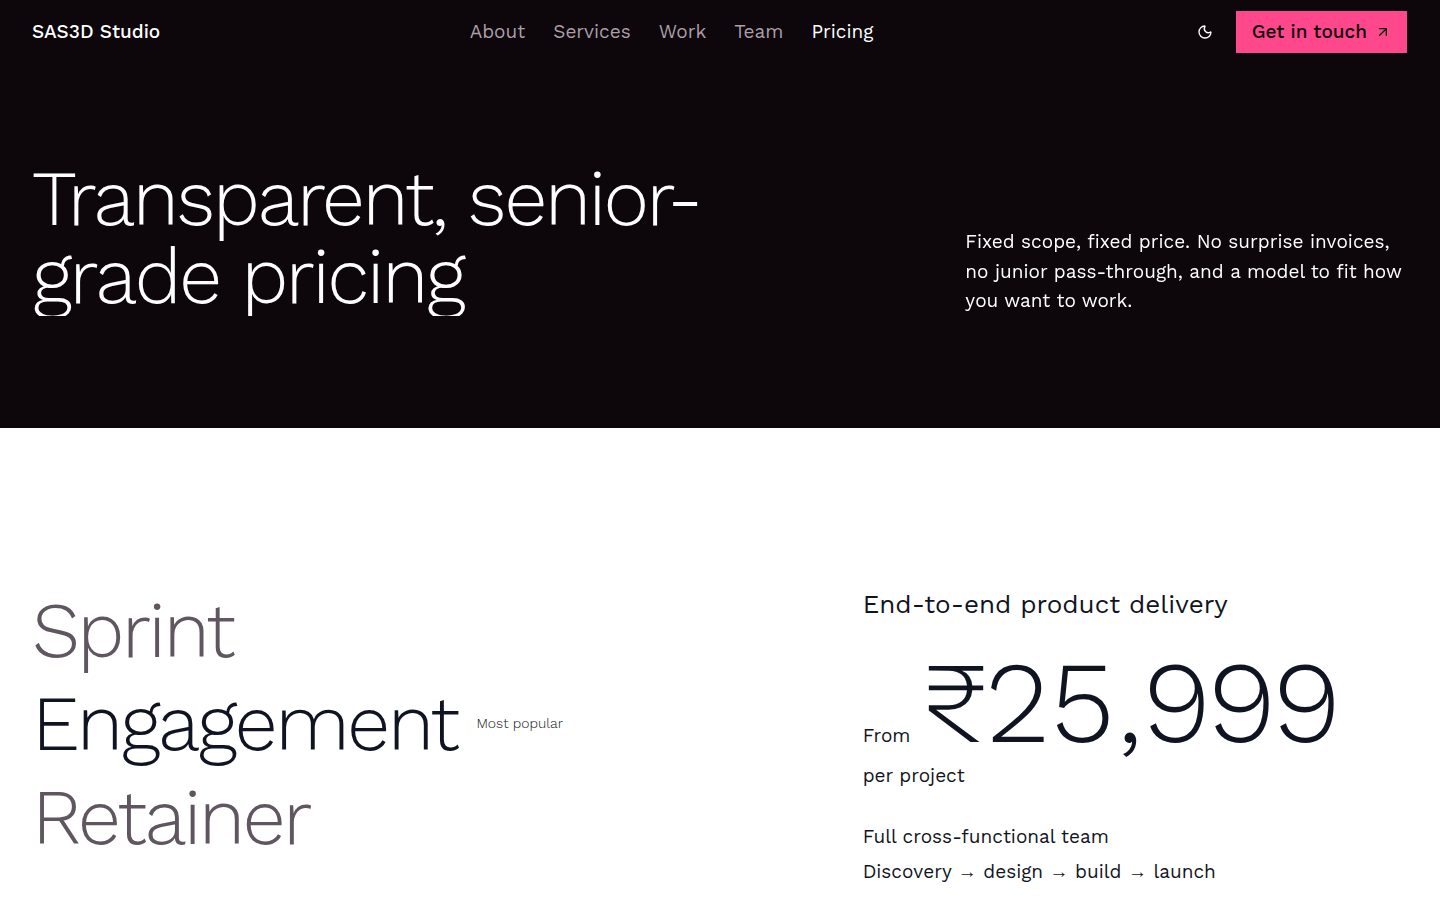 SAS3D Studio
About Services Work Team Pricing
Get in touch
Transparent, senior-
grade pricing
Fixed scope, fixed price. No surprise invoices,
no junior pass-through, and a model to fit how
you want to work.
Sprint
Engagement Most popular
Retainer
End-to-end product delivery
From ₹25,999
per project
Full cross-functional team
Discovery → design → build → launch